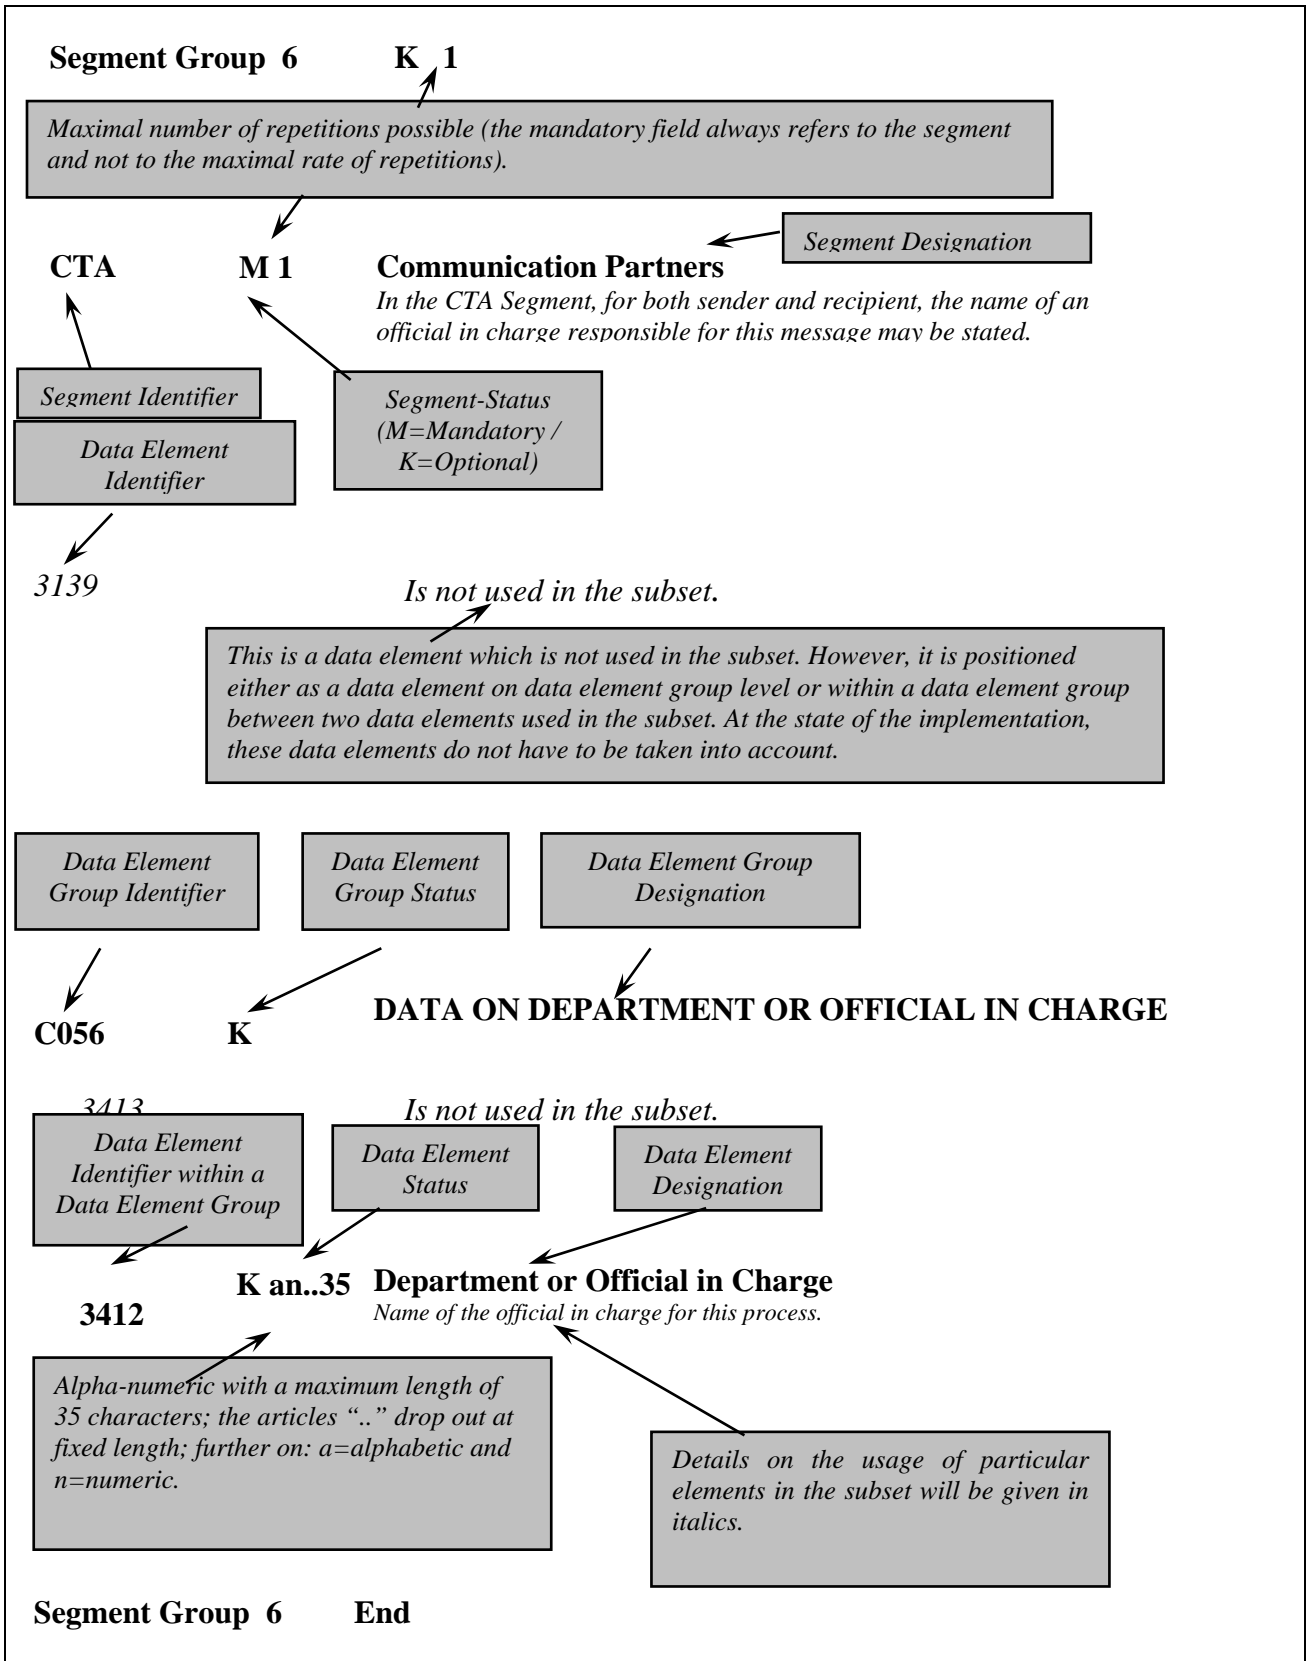 Segment Group 6 K 1
Maximal number of repetitions possible (the mandatory field always refers to the segment
and not to the maximal rate of repetitions).
Segment Designation
CTA M 1 Communication Partners
In the CTA Segment, for both sender and recipient, the name of an
official in charge responsible for this message may be stated.
Segment Identifier
Segment-Status
(M=Mandatory /
K=Optional)
Data Element
Identifier
3139 Is not used in the subset.
This is a data element which is not used in the subset. However, it is positioned
either as a data element on data element group level or within a data element group
between two data elements used in the subset. At the state of the implementation,
these data elements do not have to be taken into account.
Data Element
Group Identifier
Data Element
Group Status
Data Element Group
Designation
C056 K DATA ON DEPARTMENT OR OFFICIAL IN CHARGE
3413 Is not used in the subset.
Data Element
Identifier within a
Data Element Group
Data Element
Status
Data Element
Designation
3412 K an..35 Department or Official in Charge
Name of the official in charge for this process.
Alpha-numeric with a maximum length of
35 characters; the articles “..” drop out at
fixed length; further on: a=alphabetic and
n=numeric.
Details on the usage of particular
elements in the subset will be given in
italics.
Segment Group 6 End